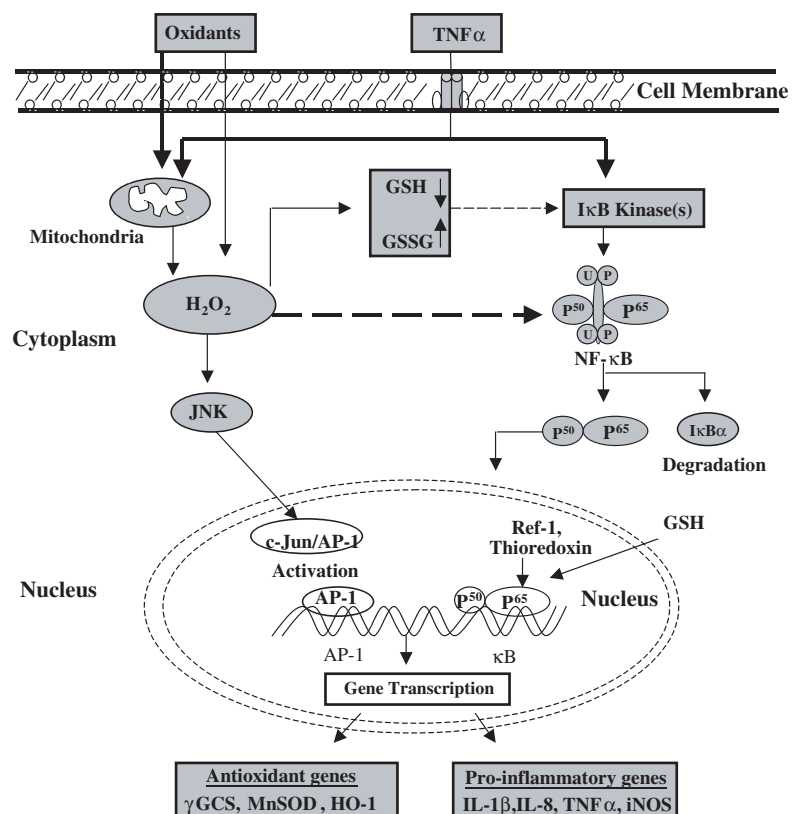 Oxidants
TNFα
Cell Membrane
GSH
GSSG
IκB Kinase(s)
Mitochondria
U P
H₂O₂
P⁵⁰ P⁶⁵
U P
Cytoplasm
NF-κB
JNK
P⁵⁰ P⁶⁵
IκBα
Degradation
Ref-1,
Thioredoxin
GSH
c-Jun/AP-1
Activation
Nucleus
AP-1
P⁵⁰ P⁶⁵
Nucleus
AP-1
κB
Gene Transcription
Antioxidant genes
γGCS, MnSOD, HO-1
Pro-inflammatory genes
IL-1β,IL-8, TNFα, iNOS